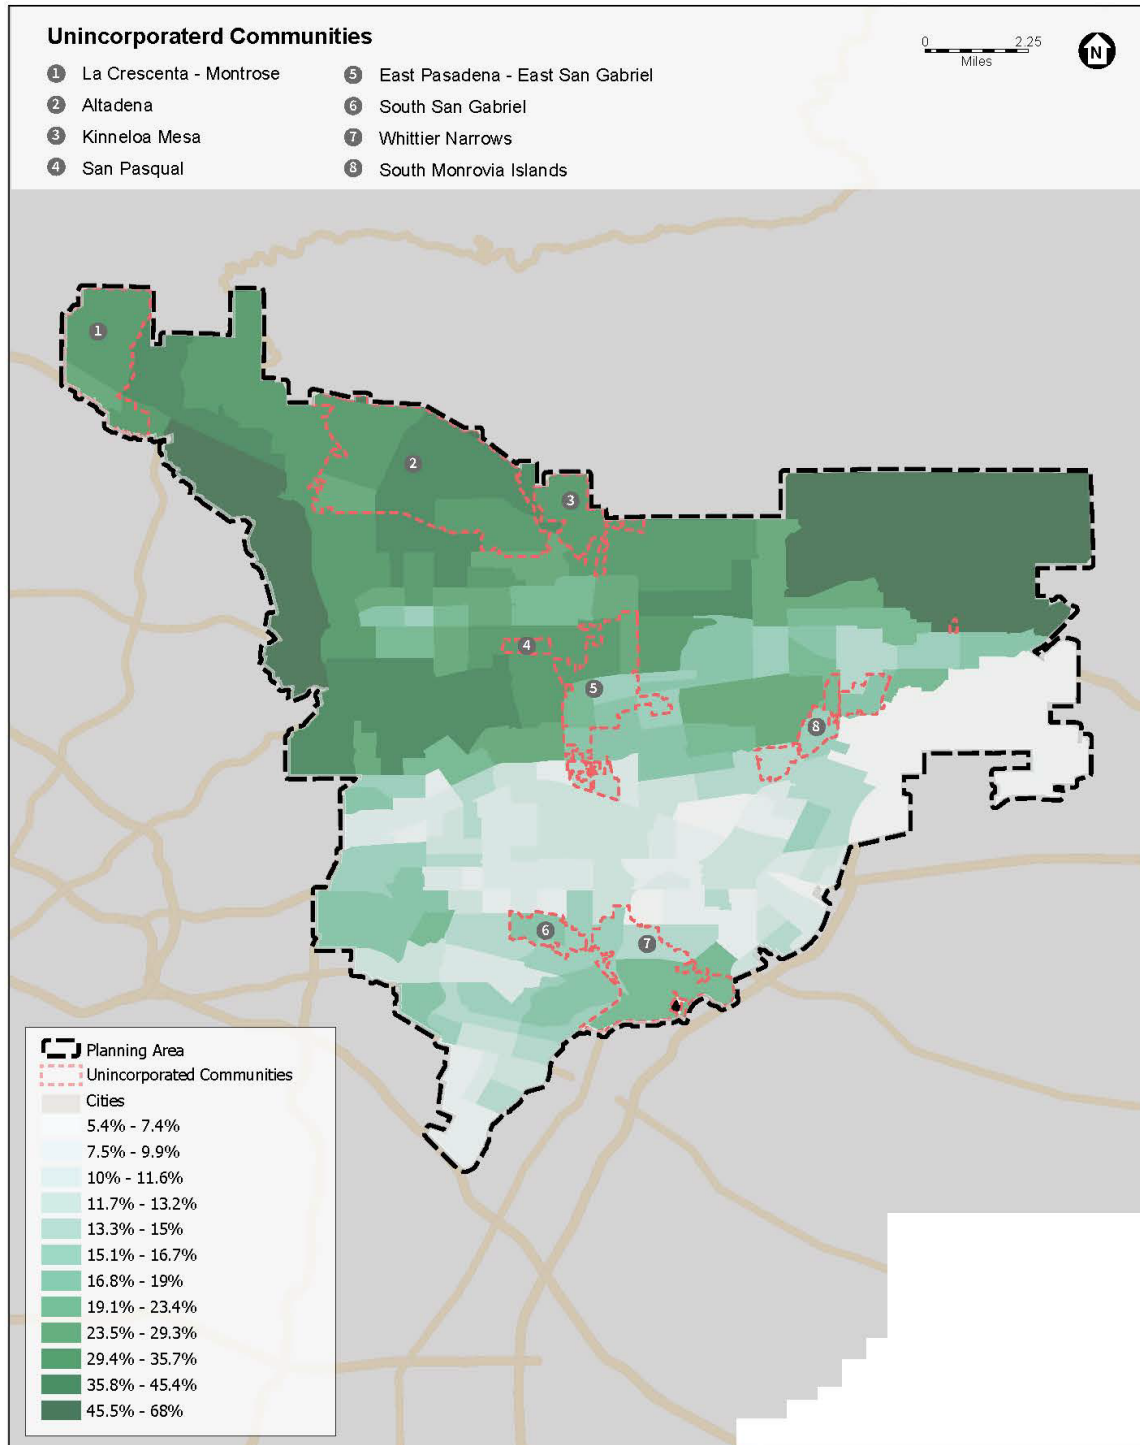 Unincorporaterd Communities
1 La Crescenta - Montrose
2 Altadena
3 Kinneloa Mesa
4 San Pasqual
5 East Pasadena - East San Gabriel
6 South San Gabriel
7 Whittier Narrows
8 South Monrovia Islands
0 2.25
Miles
N
1
2
3
4
5
8
6
7
Planning Area
Unincorporated Communities
Cities
5.4% - 7.4%
7.5% - 9.9%
10% - 11.6%
11.7% - 13.2%
13.3% - 15%
15.1% - 16.7%
16.8% - 19%
19.1% - 23.4%
23.5% - 29.3%
29.4% - 35.7%
35.8% - 45.4%
45.5% - 68%